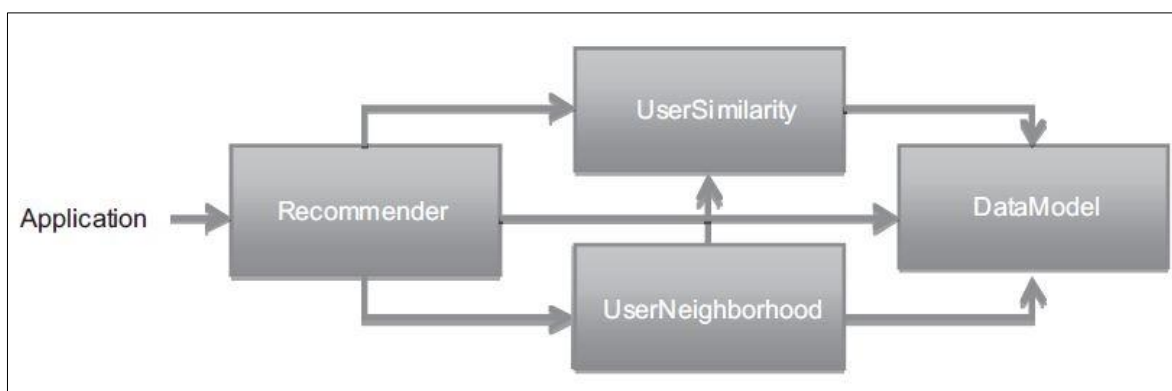 UserSimilarity
Application
Recommender
DataModel
UserNeighborhood